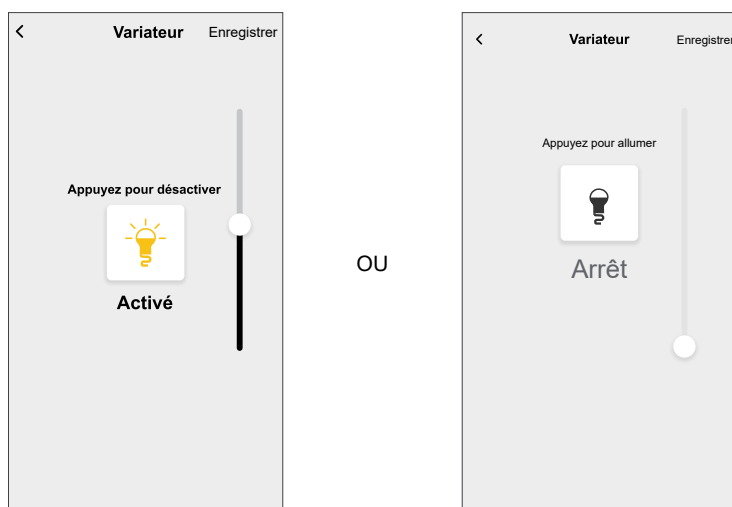 Variateur Enregistrer
Appuyez pour désactiver
Activé
OU
Variateur Enregistrer
Appuyez pour allumer
Arrêt